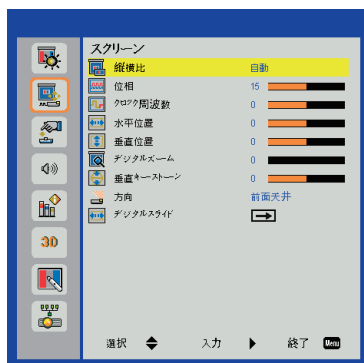 スクリーン
縦横比 自動
位相 15
クロック周波数 0
水平位置 0
垂直位置 0
デジタルズーム 0
垂直キーストーン 0
方向 前面天井
デジタルスライド
3D
選択 入力 終了 Menu